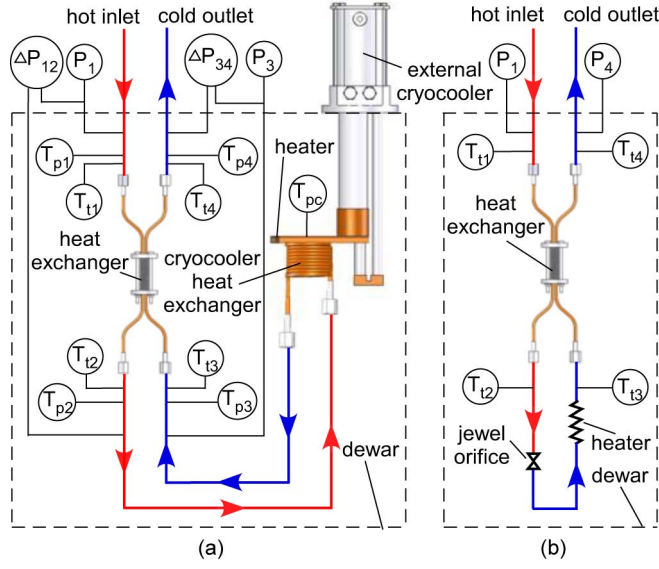 hot inlet
cold outlet
ΔP12
P1
ΔP34
P3
external
cryocooler
Tp1
Tt1
Tp4
Tt4
heater
Tpc
heat
exchanger
cryocooler
heat
exchanger
Tt2
Tp2
Tt3
Tp3
dewar
(a)
hot inlet
cold outlet
P1
P4
Tt1
Tt4
heat
exchanger
Tt2
Tt3
jewel
orifice
heater
dewar
(b)